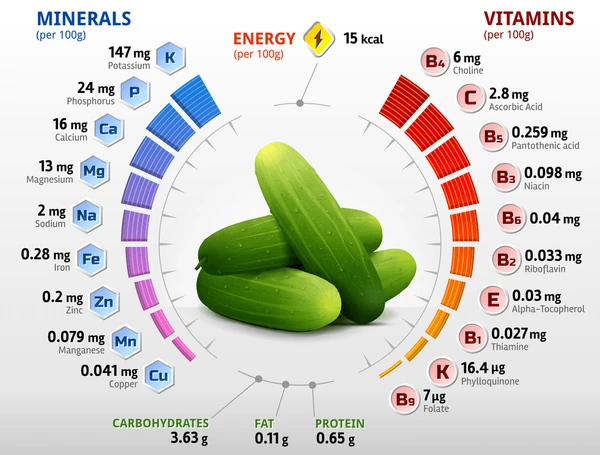 MINERALS
(per 100g)
147 mg
Potassium
K
24 mg
Phosphorus
P
16 mg
Calcium
Ca
13 mg
Magnesium
Mg
2 mg
Sodium
Na
0.28 mg
Iron
Fe
0.2 mg
Zinc
Zn
0.079 mg
Manganese
Mn
0.041 mg
Copper
Cu
ENERGY
(per 100g)
15 kcal
VITAMINS
(per 100g)
B4
6 mg
Choline
C
2.8 mg
Ascorbic Acid
B5
0.259 mg
Pantothenic acid
B3
0.098 mg
Niacin
B6
0.04 mg
B2
0.033 mg
Riboflavin
E
0.03 mg
Alpha-Tocopherol
B1
0.027 mg
Thiamine
K
16.4 µg
Phylloquinone
B9
7 µg
Folate
CARBOHYDRATES
3.63 g
FAT
0.11 g
PROTEIN
0.65 g